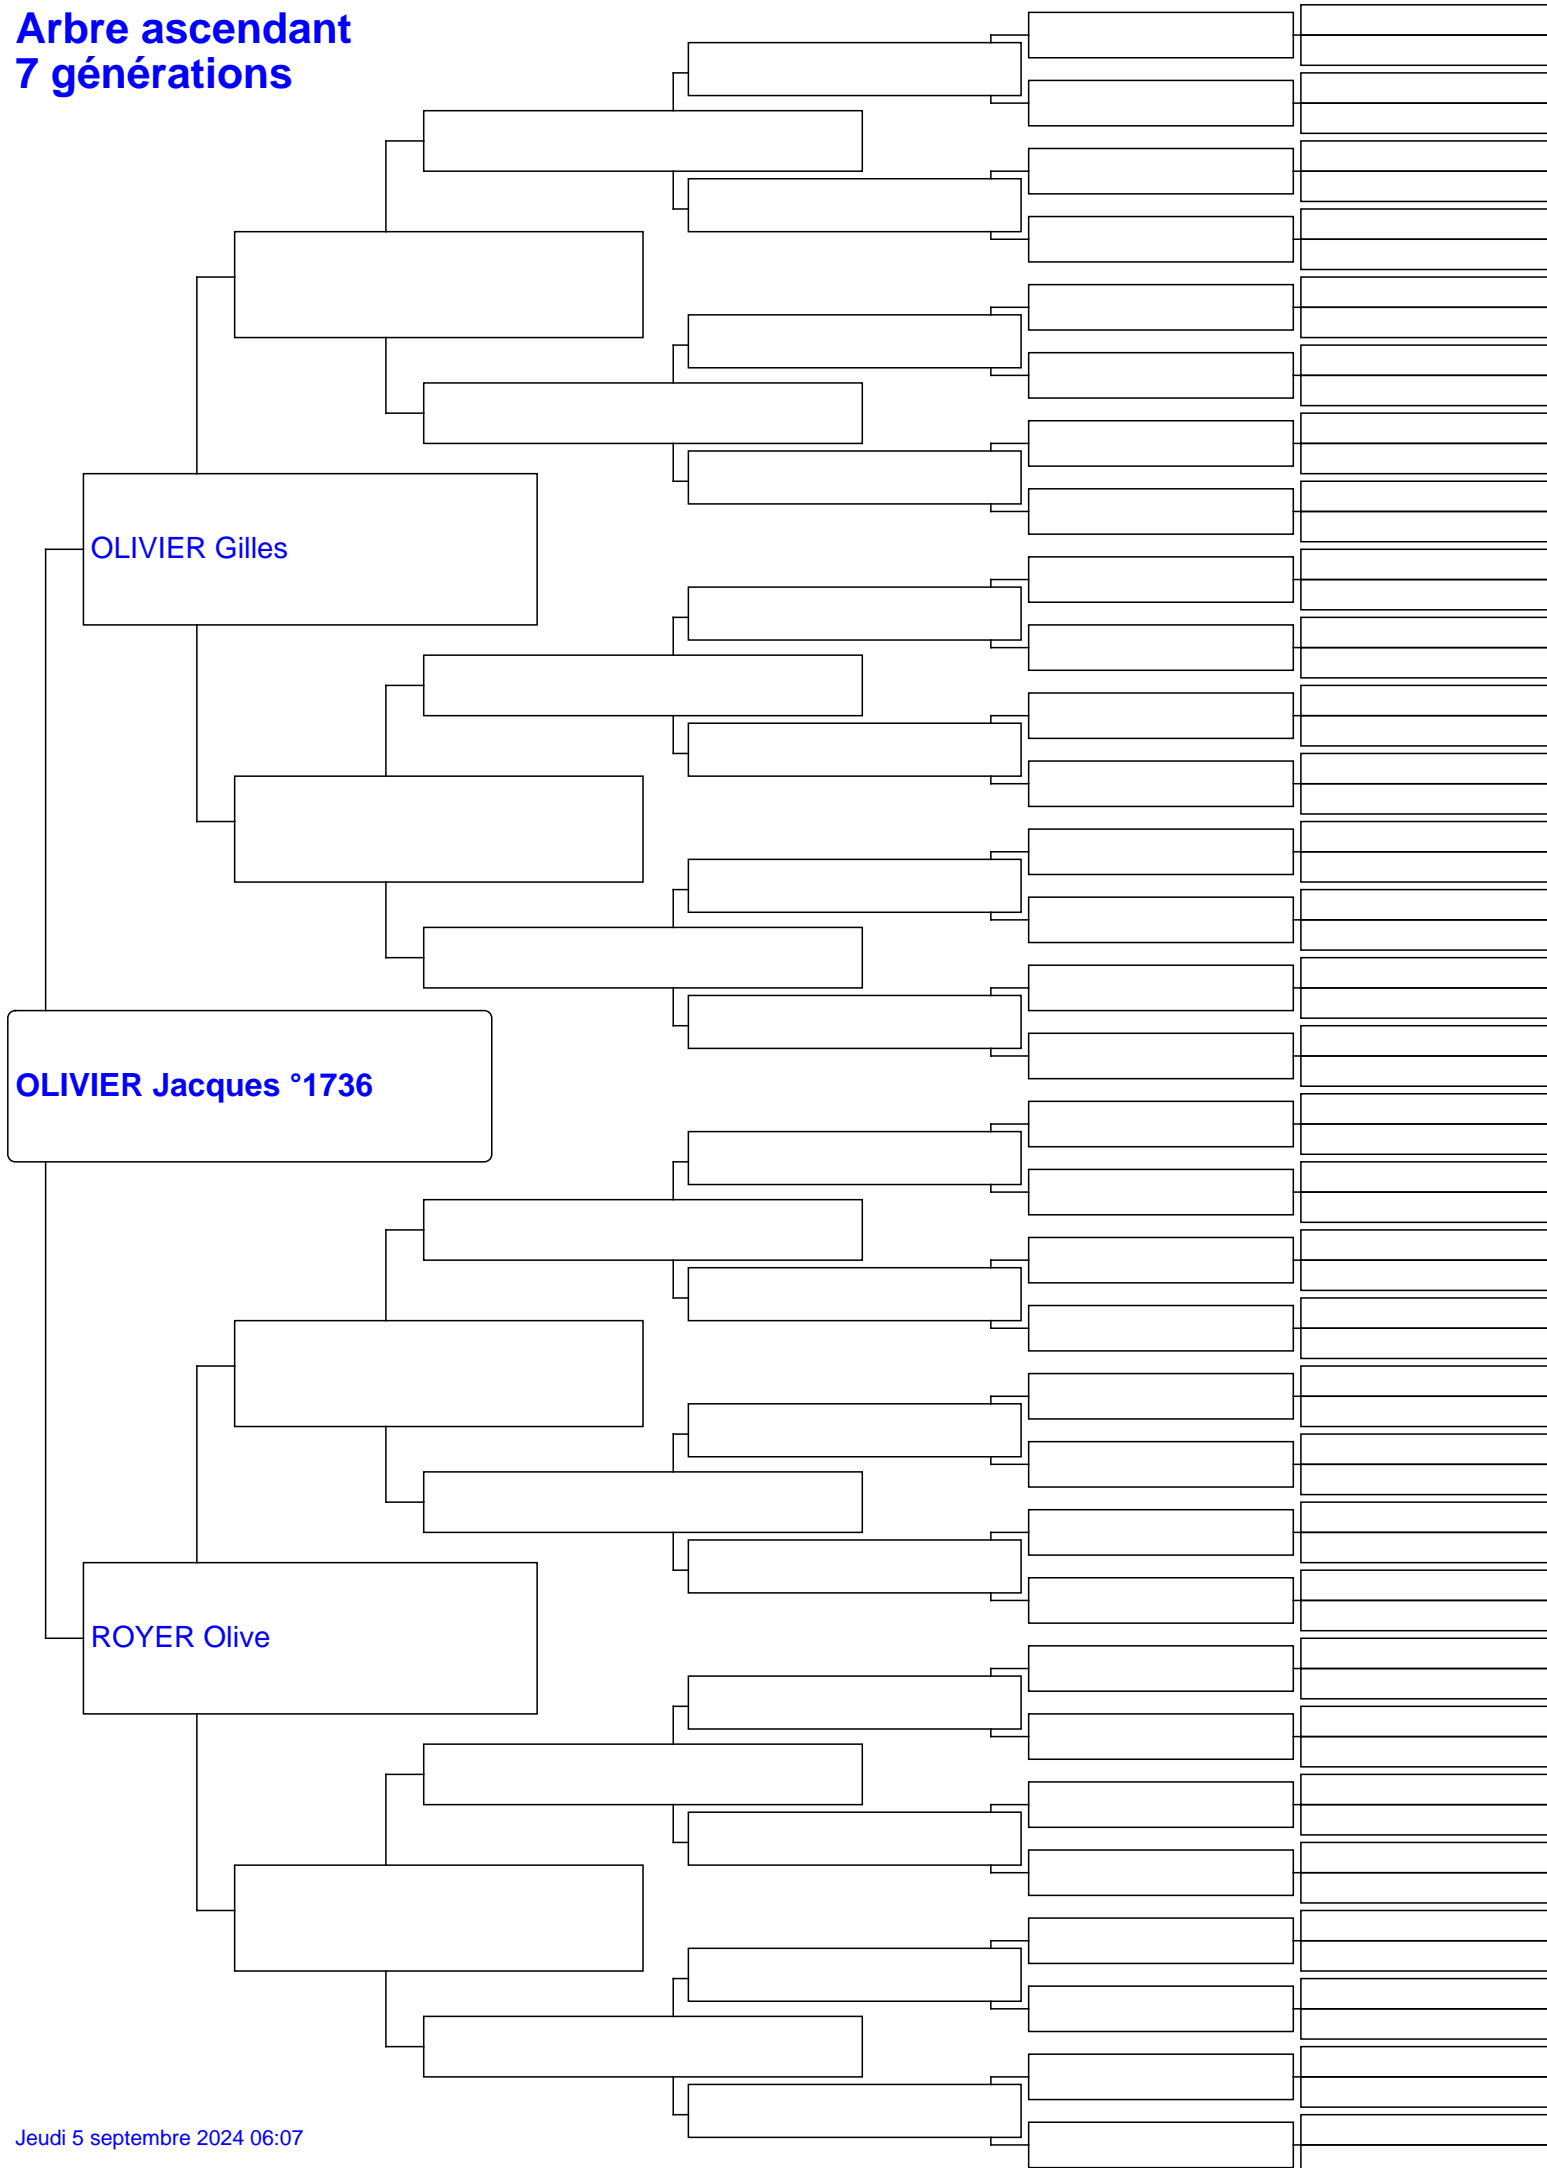 Arbre ascendant
7 générations
OLIVIER Gilles
OLIVIER Jacques °1736
ROYER Olive
Jeudi 5 septembre 2024 06:07